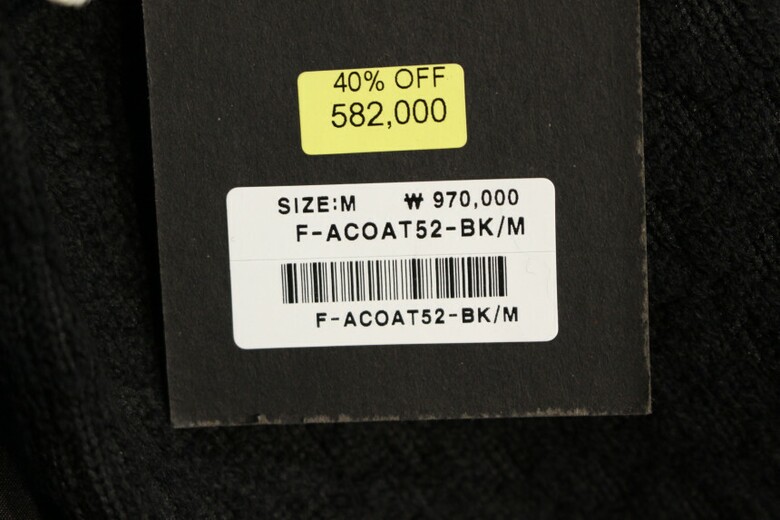 40% OFF
582,000
SIZE:M ₩ 970,000
F-ACOAT52-BK/M
F-ACOAT52-BK/M